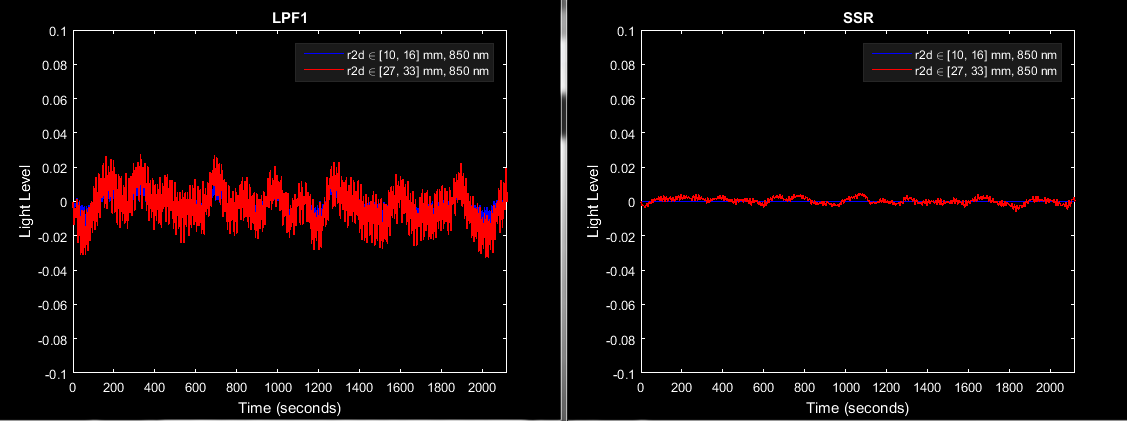 LPF1
r2d ∈ [10, 16] mm, 850 nm
r2d ∈ [27, 33] mm, 850 nm
0.1
0.08
0.06
0.04
0.02
0
-0.02
-0.04
-0.06
-0.08
-0.1
Light Level
0 200 400 600 800 1000 1200 1400 1600 1800 2000
Time (seconds)
SSR
r2d ∈ [10, 16] mm, 850 nm
r2d ∈ [27, 33] mm, 850 nm
0.1
0.08
0.06
0.04
0.02
0
-0.02
-0.04
-0.06
-0.08
-0.1
Light Level
0 200 400 600 800 1000 1200 1400 1600 1800 2000
Time (seconds)